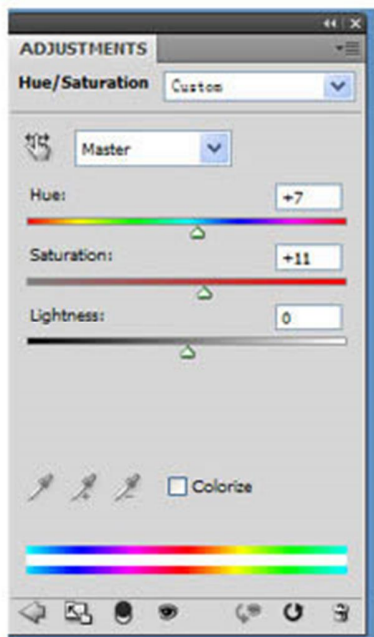 ADJUSTMENTS
Hue/Saturation Custom
Master
Hue: +7
Saturation: +11
Lightness: 0
Colorize